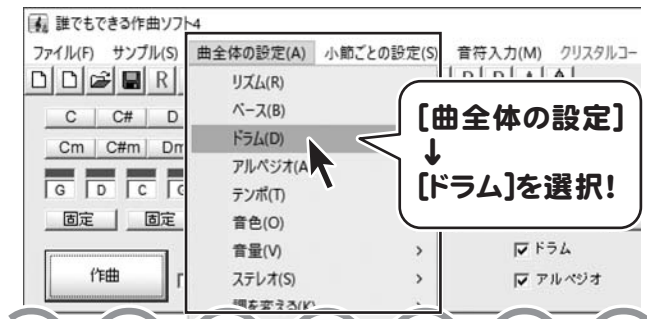 誰でもできる作曲ソフト4
ファイル(F) サンプル(S) 曲全体の設定(A) 小節ごとの設定(S) 音符入力(M) クリスタルコー
R
リズム(R)
C C# D
ベース(B)
[曲全体の設定]
↓
[ドラム]を選択!
ドラム(D)
Cm C#m Dm
アルペジオ(A
G D C
テンポ(T)
固定 固定
音色(O)
音量(V) >
ドラム
作曲
ステレオ(S) >
アルペジオ
調を変える(K)